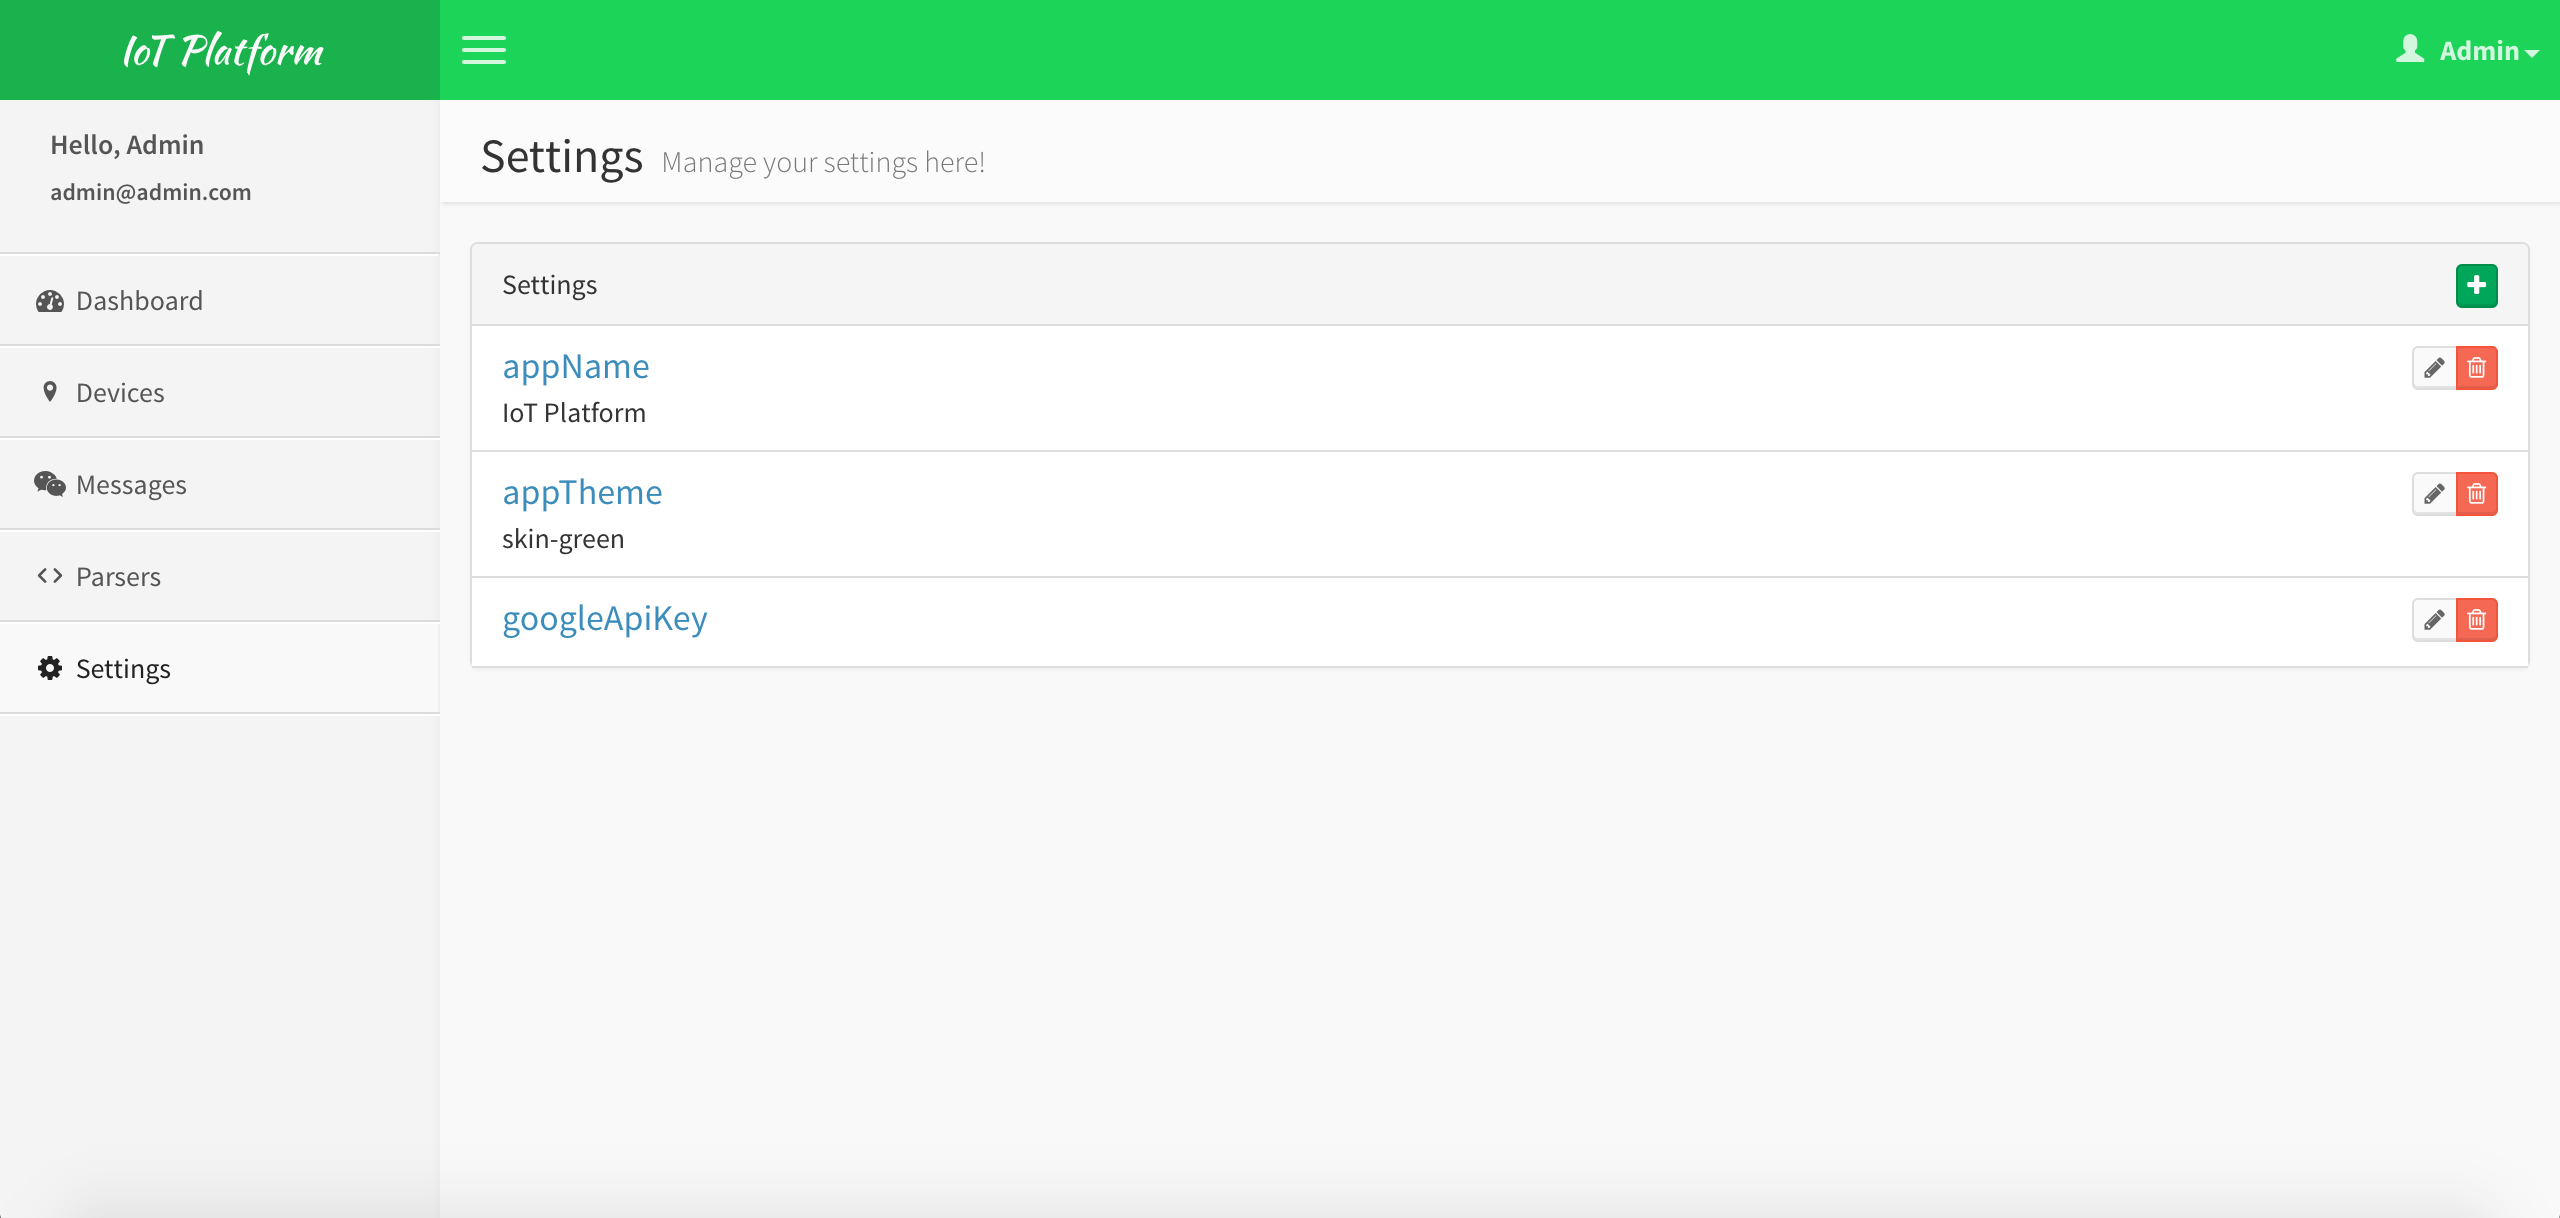 IoT Platform
Admin
Hello, Admin
admin@admin.com
Dashboard
Devices
Messages
Parsers
Settings
Settings Manage your settings here!
Settings
appName
IoT Platform
appTheme
skin-green
googleApiKey